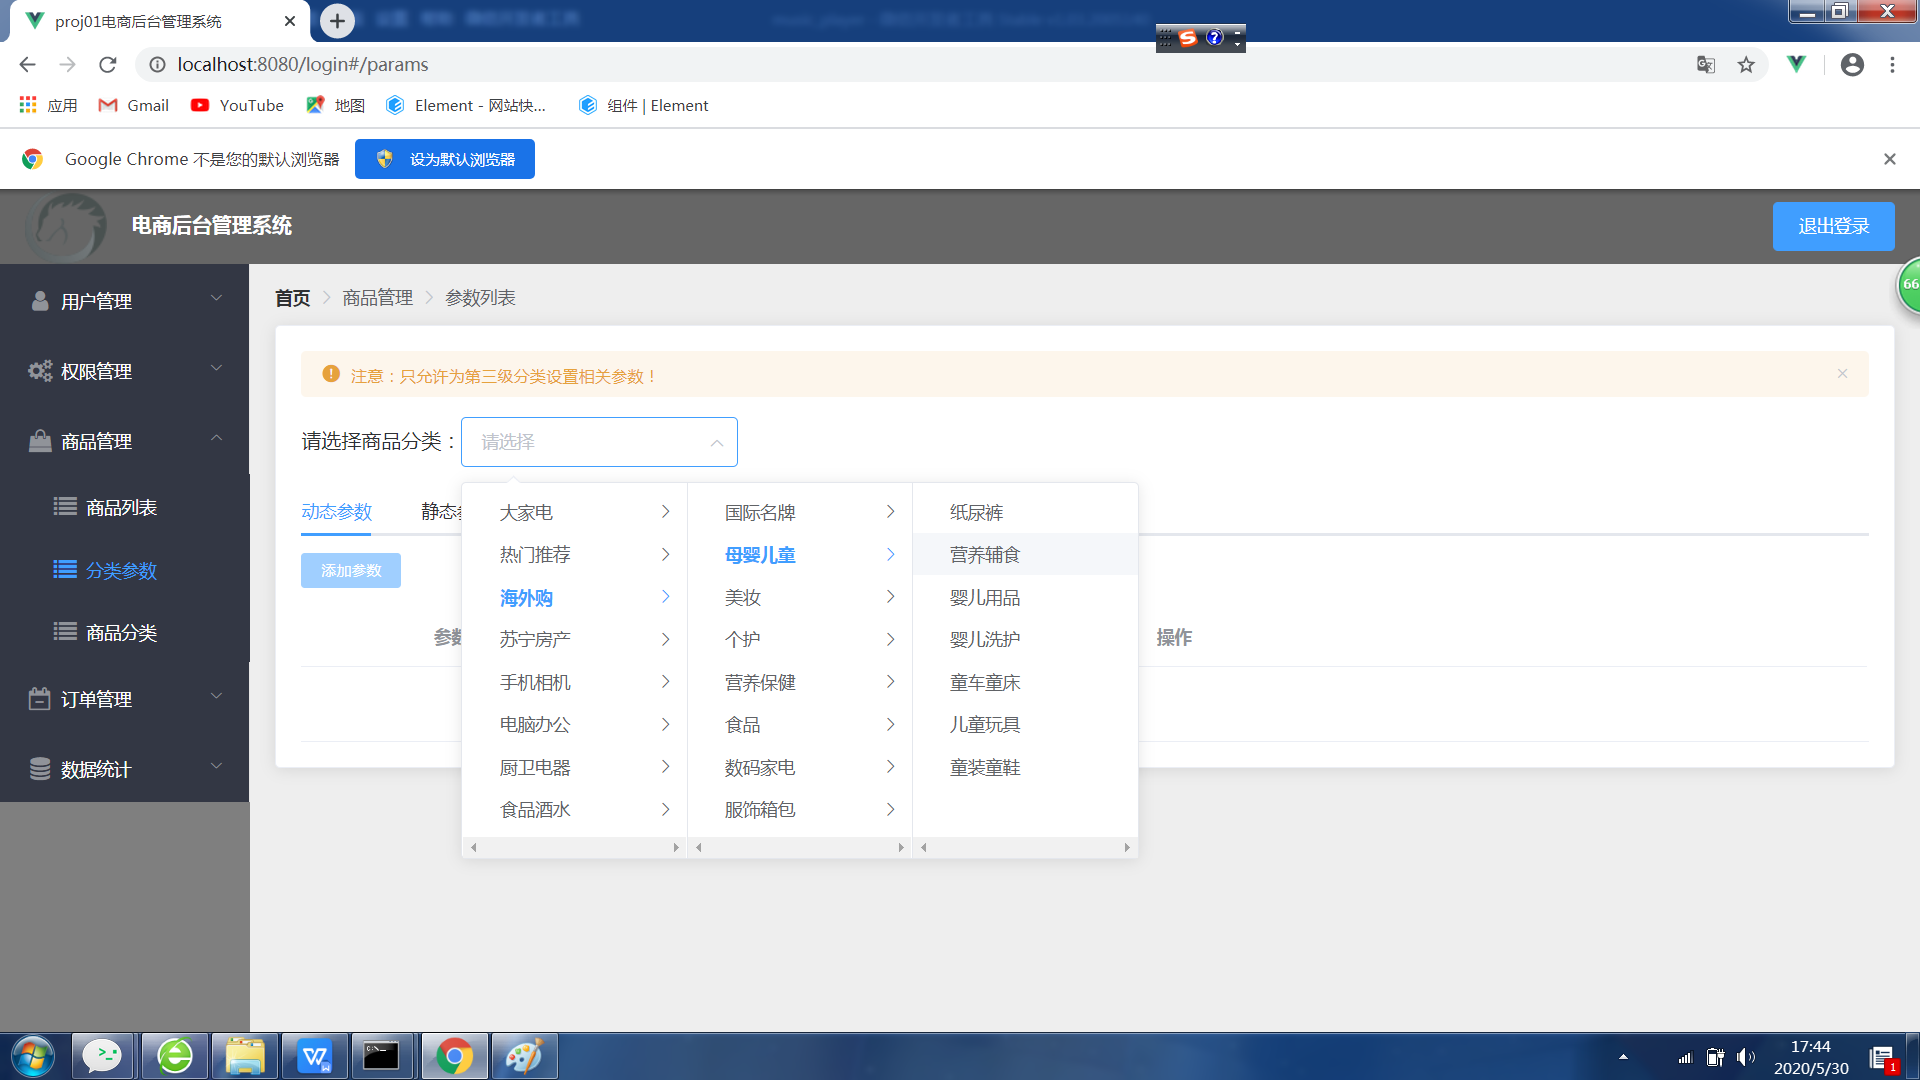 proj01电商后台管理系统
localhost:8080/login#/params
应用
Gmail
YouTube
地图
Element - 网站快...
组件 | Element
Google Chrome 不是您的默认浏览器
设为默认浏览器
电商后台管理系统
退出登录
66
用户管理
权限管理
商品管理
商品列表
分类参数
商品分类
订单管理
数据统计
首页
商品管理
参数列表
注意：只允许为第三级分类设置相关参数！
请选择商品分类：
请选择
动态参数
静态
添加参数
参数
操作
大家电
热门推荐
海外购
苏宁房产
手机相机
电脑办公
厨卫电器
食品酒水
国际名牌
母婴儿童
美妆
个护
营养保健
食品
数码家电
服饰箱包
纸尿裤
营养辅食
婴儿用品
婴儿洗护
童车童床
儿童玩具
童装童鞋
17:44
2020/5/30
1